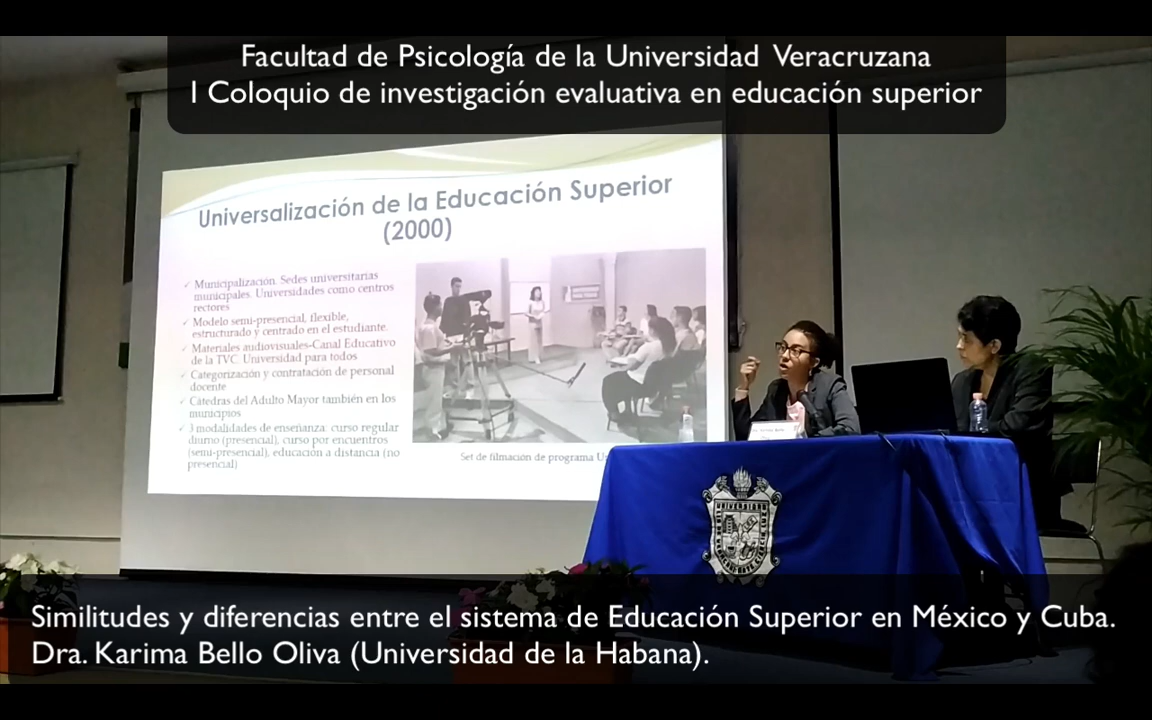 Facultad de Psicología de la Universidad Veracruzana
I Coloquio de investigación evaluativa en educación superior
Universalización de la Educación Superior
(2000)
✓ Municipalización. Sedes universitarias
municipales. Universidades como centros
rectores
✓ Modelo semi-presencial, flexible,
estructurado y centrado en el estudiante.
✓ Materiales audiovisuales-Canal Educativo
de la TVC. Universidad para todos
✓ Categorización y contratación de personal
docente
✓ Cátedras del Adulto Mayor también en los
municipios
✓ 3 modalidades de enseñanza: curso regular
diurno (presencial), curso por encuentros
(semi-presencial), educación a distancia (no
presencial)
Set de filmación de programa
UNIVERSIDAD
Similitudes y diferencias entre el sistema de Educación Superior en México y Cuba.
Dra. Karima Bello Oliva (Universidad de la Habana).